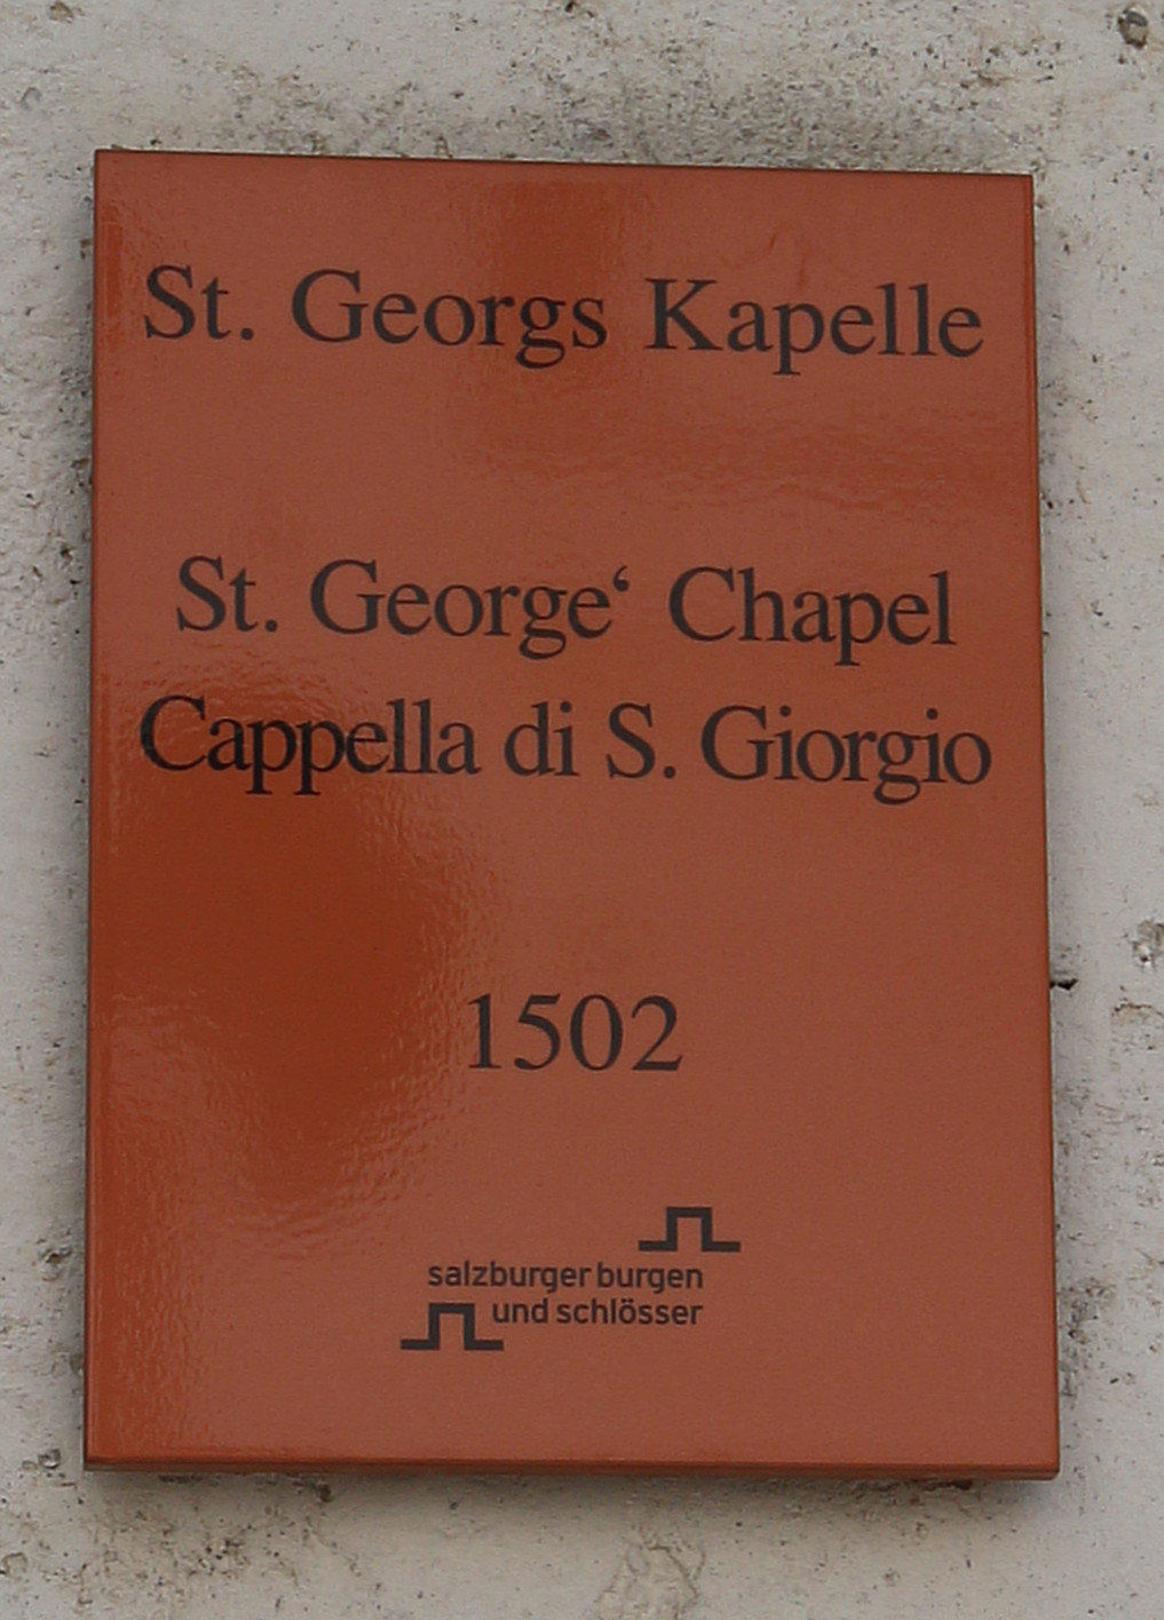 St. Georgs Kapelle
St. George‘ Chapel
Cappella di S. Giorgio
1502
salzburger burgen
und schlösser